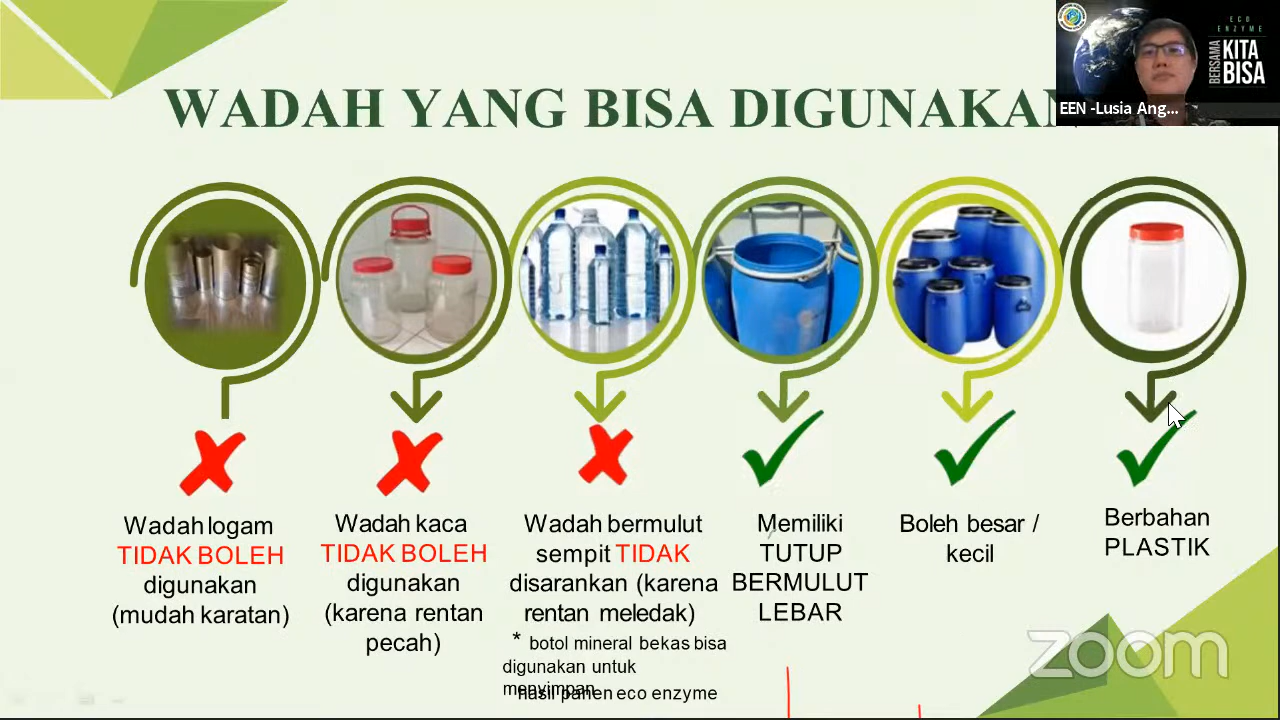 WADAH YANG BISA DIGUNAKAN
ECO
ENZYME
BERSAMA
KITA
BISA
EEN -Lusia Ang...
Wadah logam
TIDAK BOLEH
digunakan
(mudah karatan)
Wadah kaca
TIDAK BOLEH
digunakan
(karena rentan
pecah)
Wadah bermulut
sempit TIDAK
disarankan (karena
rentan meledak)
* botol mineral bekas bisa
digunakan untuk
menyimpan
hasil panen eco enzyme
Memiliki
TUTUP
BERMULUT
LEBAR
Boleh besar /
kecil
Berbahan
PLASTIK
zoom